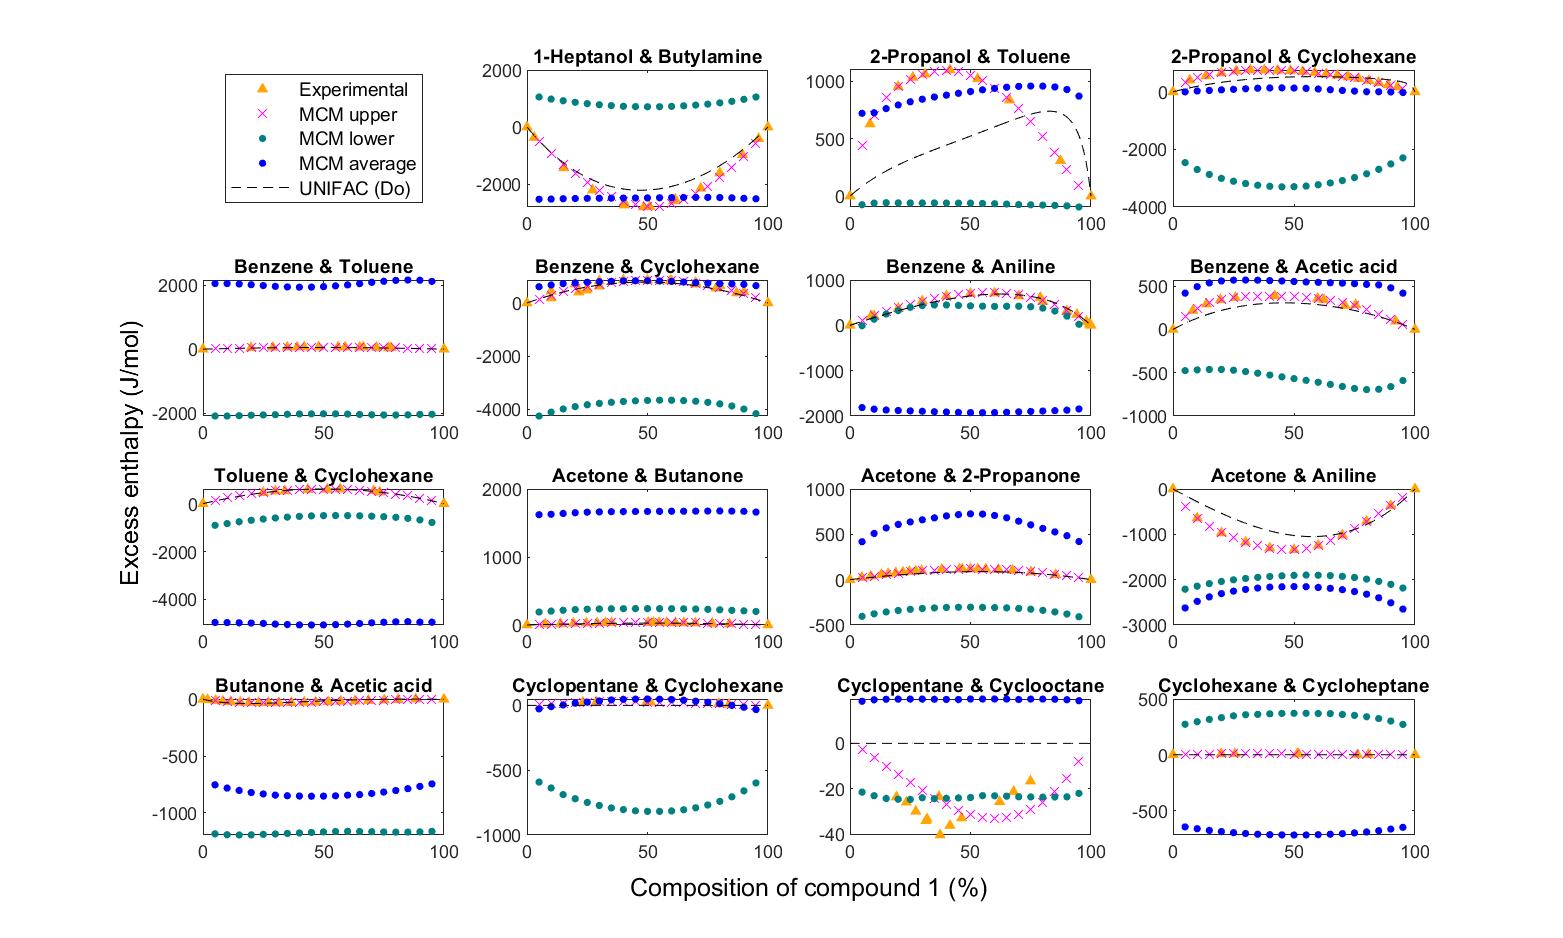 Experimental
MCM upper
MCM lower
MCM average
UNIFAC (Do)
1-Heptanol & Butylamine
2000
0
-2000
0 50 100
2-Propanol & Toluene
1000
500
0
0 50 100
2-Propanol & Cyclohexane
0
-2000
-4000
0 50 100
Benzene & Toluene
2000
0
-2000
0 50 100
Benzene & Cyclohexane
0
-2000
-4000
0 50 100
Benzene & Aniline
1000
0
-1000
-2000
0 50 100
Benzene & Acetic acid
500
0
-500
-1000
0 50 100
Toluene & Cyclohexane
0
-2000
-4000
0 50 100
Acetone & Butanone
2000
1000
0
0 50 100
Acetone & 2-Propanone
1000
500
0
-500
0 50 100
Acetone & Aniline
0
-1000
-2000
-3000
0 50 100
Butanone & Acetic acid
0
-500
-1000
0 50 100
Cyclopentane & Cyclohexane
0
-500
-1000
0 50 100
Cyclopentane & Cyclooctane
0
-20
-40
0 50 100
Cyclohexane & Cycloheptane
500
0
-500
0 50 100
Excess enthalpy (J/mol)
Composition of compound 1 (%)